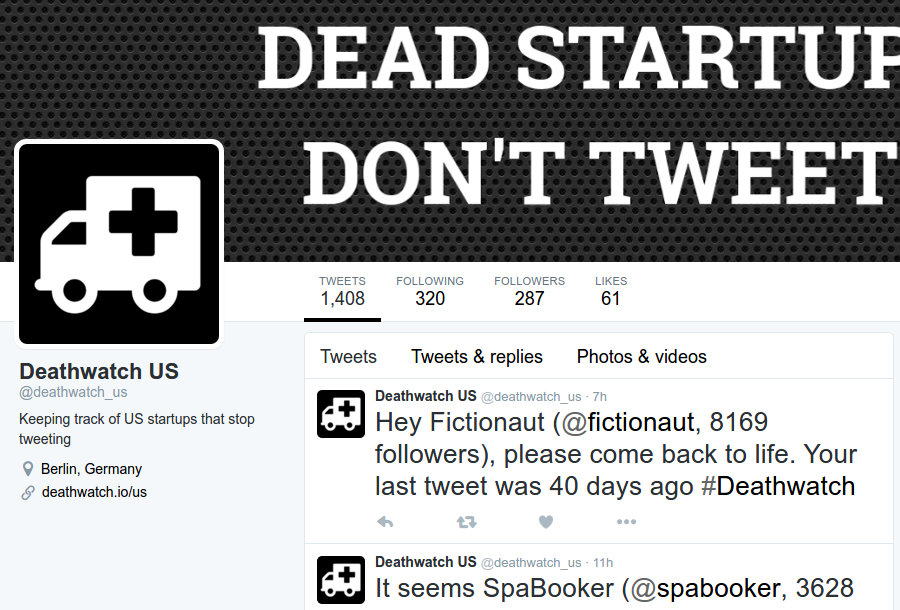 DEAD STARTUP
DON'T TWEET
TWEETS FOLLOWING FOLLOWERS LIKES
1,408 320 287 61
Deathwatch US
@deathwatch_us
Keeping track of US startups that stop
tweeting
Berlin, Germany
deathwatch.io/us
Tweets Tweets & replies Photos & videos
Deathwatch US @deathwatch_us · 7h
Hey Fictionaut (@fictionaut, 8169
followers), please come back to life. Your
last tweet was 40 days ago #Deathwatch
Deathwatch US @deathwatch_us · 11h
It seems SpaBooker (@spabooker, 3628